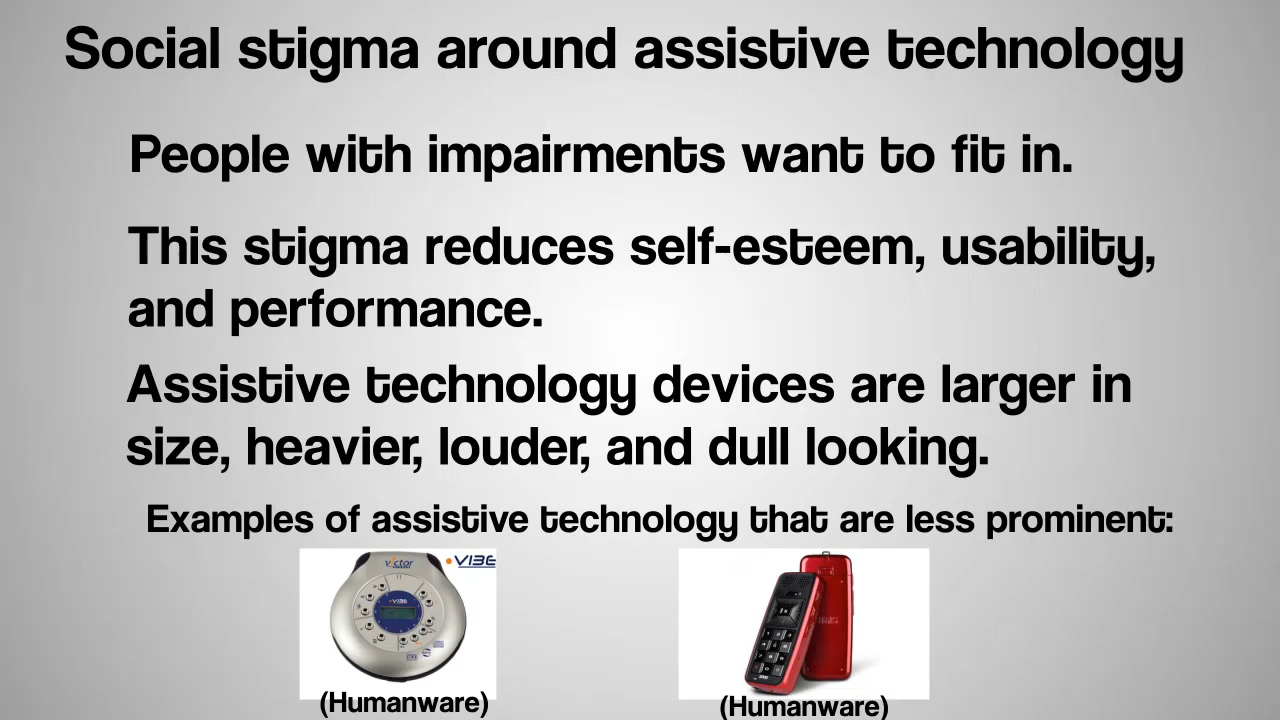 Social stigma around assistive technology
People with impairments want to fit in.
This stigma reduces self-esteem, usability,
and performance.
Assistive technology devices are larger in
size, heavier, louder, and dull looking.
Examples of assistive technology that are less prominent:
victor
VIBE
VIBE
(Humanware)
(Humanware)